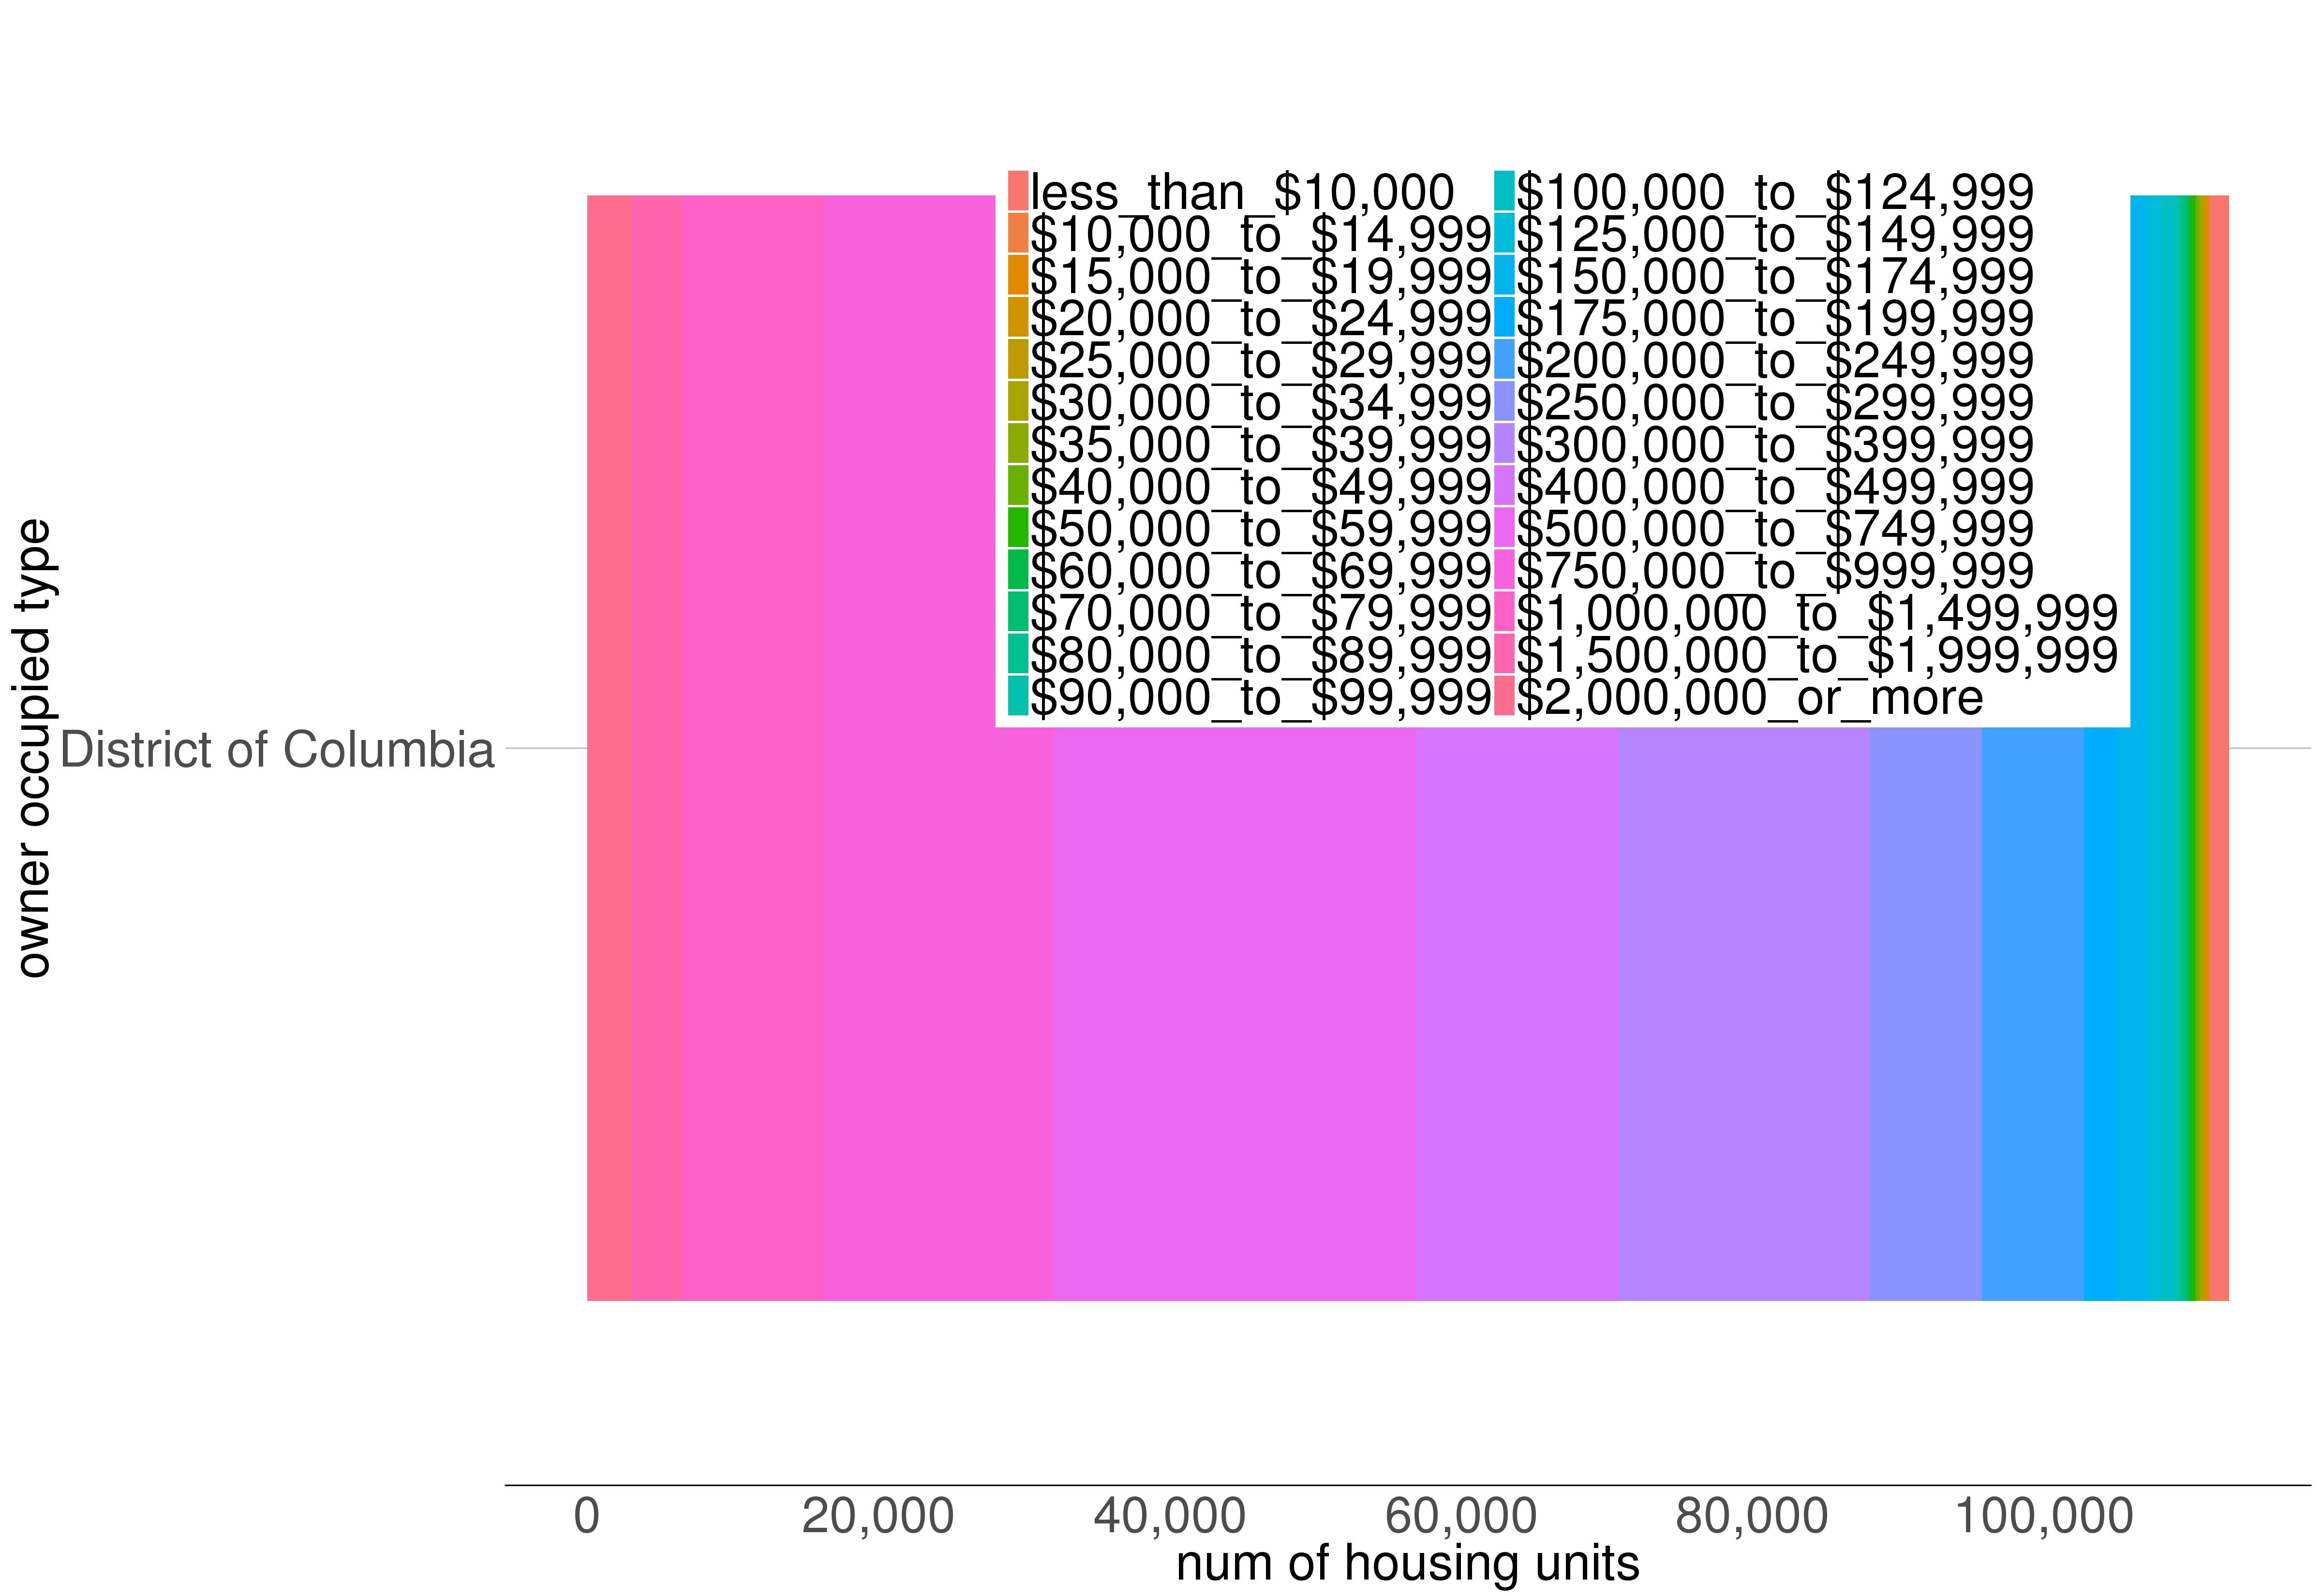 less_than_$10,000
$10,000_to_$14,999
$15,000_to_$19,999
$20,000_to_$24,999
$25,000_to_$29,999
$30,000_to_$34,999
$35,000_to_$39,999
$40,000_to_$49,999
$50,000_to_$59,999
$60,000_to_$69,999
$70,000_to_$79,999
$80,000_to_$89,999
$90,000_to_$99,999
$100,000_to_$124,999
$125,000_to_$149,999
$150,000_to_$174,999
$175,000_to_$199,999
$200,000_to_$249,999
$250,000_to_$299,999
$300,000_to_$399,999
$400,000_to_$499,999
$500,000_to_$749,999
$750,000_to_$999,999
$1,000,000_to_$1,499,999
$1,500,000_to_$1,999,999
$2,000,000_or_more
owner occupied type
District of Columbia
0 20,000 40,000 60,000 80,000 100,000
num of housing units